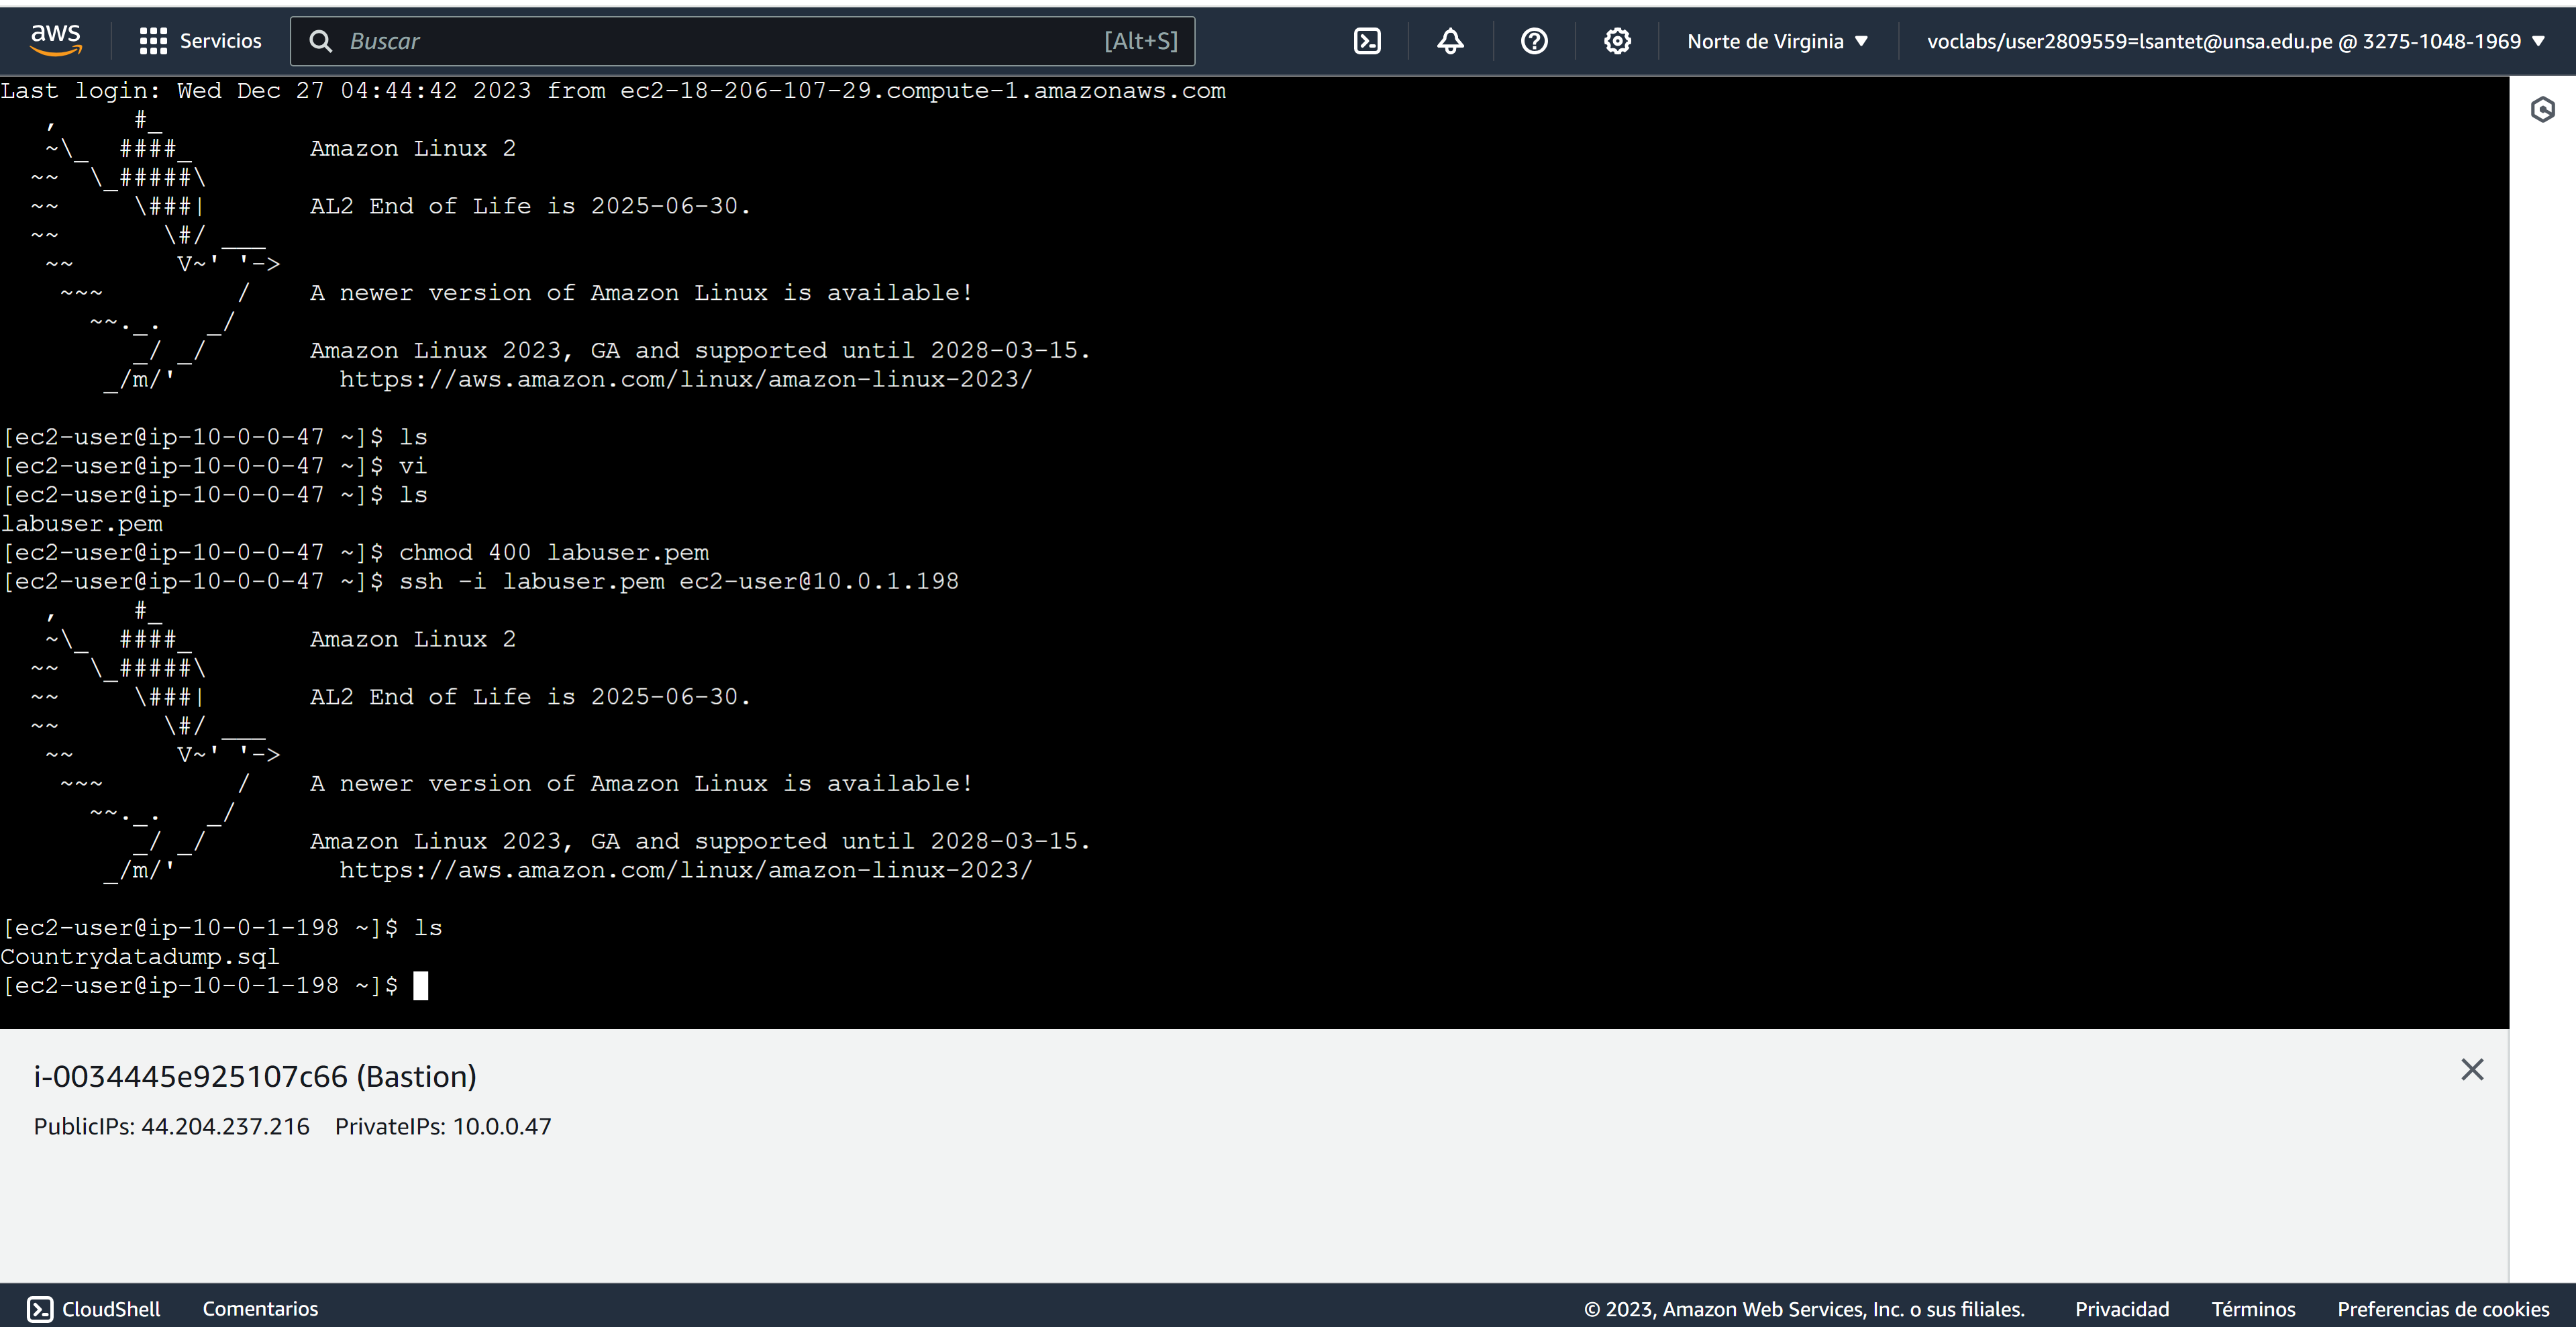 aws Servicios Buscar [Alt+S] Norte de Virginia ▼ voclabs/user2809559=lsantet@unsa.edu.pe @ 3275-1048-1969 ▼
Last login: Wed Dec 27 04:44:42 2023 from ec2-18-206-107-29.compute-1.amazonaws.com
   ,     #_
   ~\_  ####_        Amazon Linux 2
  ~~  \_#####\
  ~~     \###|       AL2 End of Life is 2025-06-30.
  ~~       \#/ ___
   ~~       V~' '->
    ~~~         /    A newer version of Amazon Linux is available!
      ~~._.   _/
         _/ _/       Amazon Linux 2023, GA and supported until 2028-03-15.
       _/m/'           https://aws.amazon.com/linux/amazon-linux-2023/
[ec2-user@ip-10-0-0-47 ~]$ ls
[ec2-user@ip-10-0-0-47 ~]$ vi
[ec2-user@ip-10-0-0-47 ~]$ ls
labuser.pem
[ec2-user@ip-10-0-0-47 ~]$ chmod 400 labuser.pem
[ec2-user@ip-10-0-0-47 ~]$ ssh -i labuser.pem ec2-user@10.0.1.198
   ,     #_
   ~\_  ####_        Amazon Linux 2
  ~~  \_#####\
  ~~     \###|       AL2 End of Life is 2025-06-30.
  ~~       \#/ ___
   ~~       V~' '->
    ~~~         /    A newer version of Amazon Linux is available!
      ~~._.   _/
         _/ _/       Amazon Linux 2023, GA and supported until 2028-03-15.
       _/m/'           https://aws.amazon.com/linux/amazon-linux-2023/
[ec2-user@ip-10-0-1-198 ~]$ ls
Countrydatadump.sql
[ec2-user@ip-10-0-1-198 ~]$
i-0034445e925107c66 (Bastion)
PublicIPs: 44.204.237.216 PrivateIPs: 10.0.0.47
CloudShell Comentarios © 2023, Amazon Web Services, Inc. o sus filiales. Privacidad Términos Preferencias de cookies